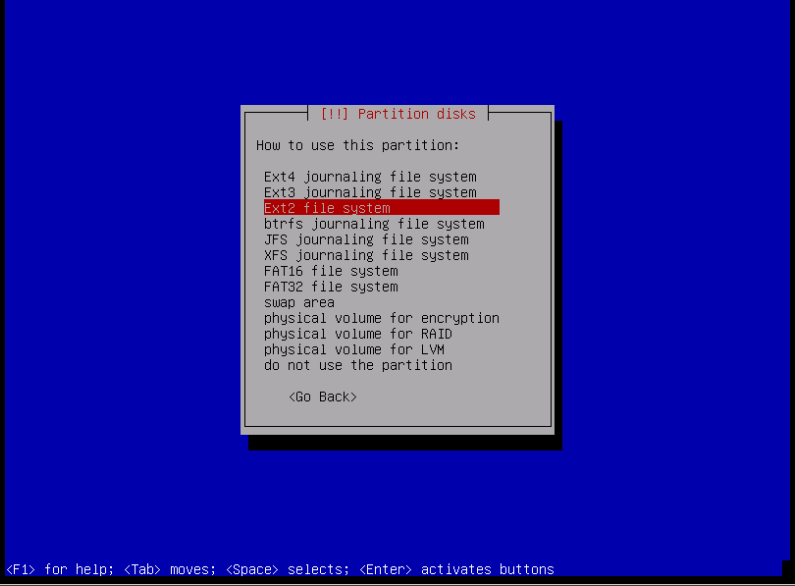 [!!] Partition disks
How to use this partition:
Ext4 journaling file system
Ext3 journaling file system
Ext2 file system
btrfs journaling file system
JFS journaling file system
XFS journaling file system
FAT16 file system
FAT32 file system
swap area
physical volume for encryption
physical volume for RAID
physical volume for LVM
do not use the partition
<Go Back>
<F1> for help; <Tab> moves; <Space> selects; <Enter> activates buttons